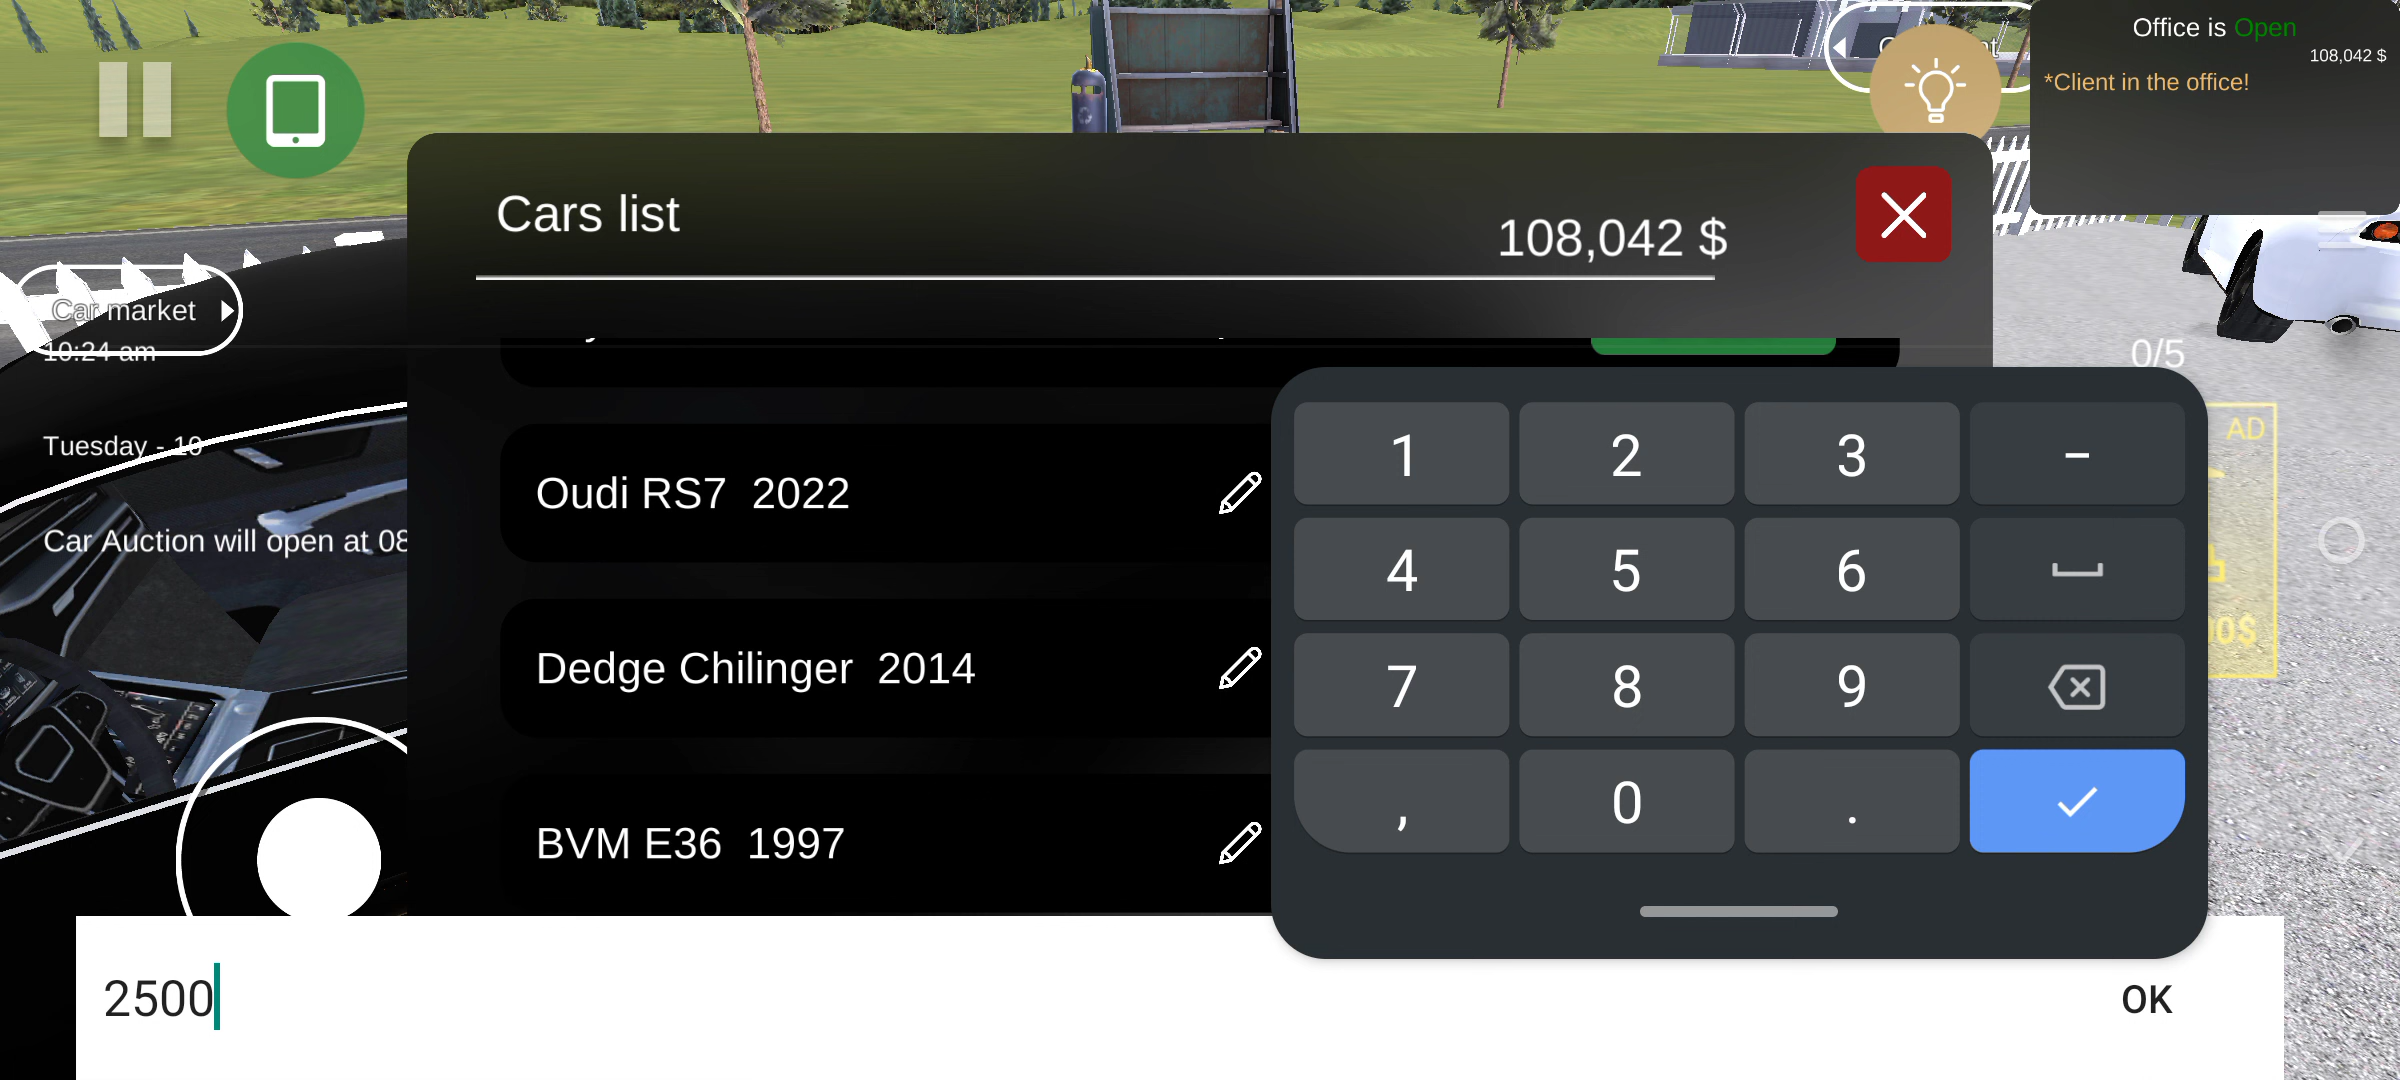 Office is Open
108,042 $
*Client in the office!
Cars list
108,042 $
Car market
10:24 am
0/5
Tuesday - 10
AD
Oudi RS7 2022
Car Auction will open at 08
Dedge Chilinger 2014
BVM E36 1997
1 2 3 −
4 5 6
7 8 9
, 0 .
2500
OK